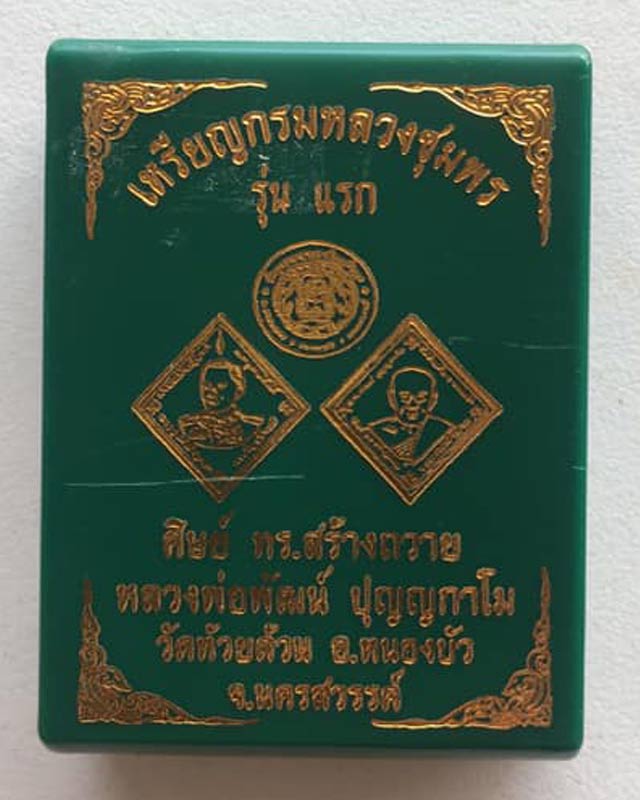 เหรียญกรมหลวงชุมพร
รุ่น แรก
ศิษย์ ทร.สร้างถวาย
หลวงพ่อพัฒน์ ปุญญกาโม
วัดห้วยด้วน อ.หนองบัว
จ.นครสวรรค์